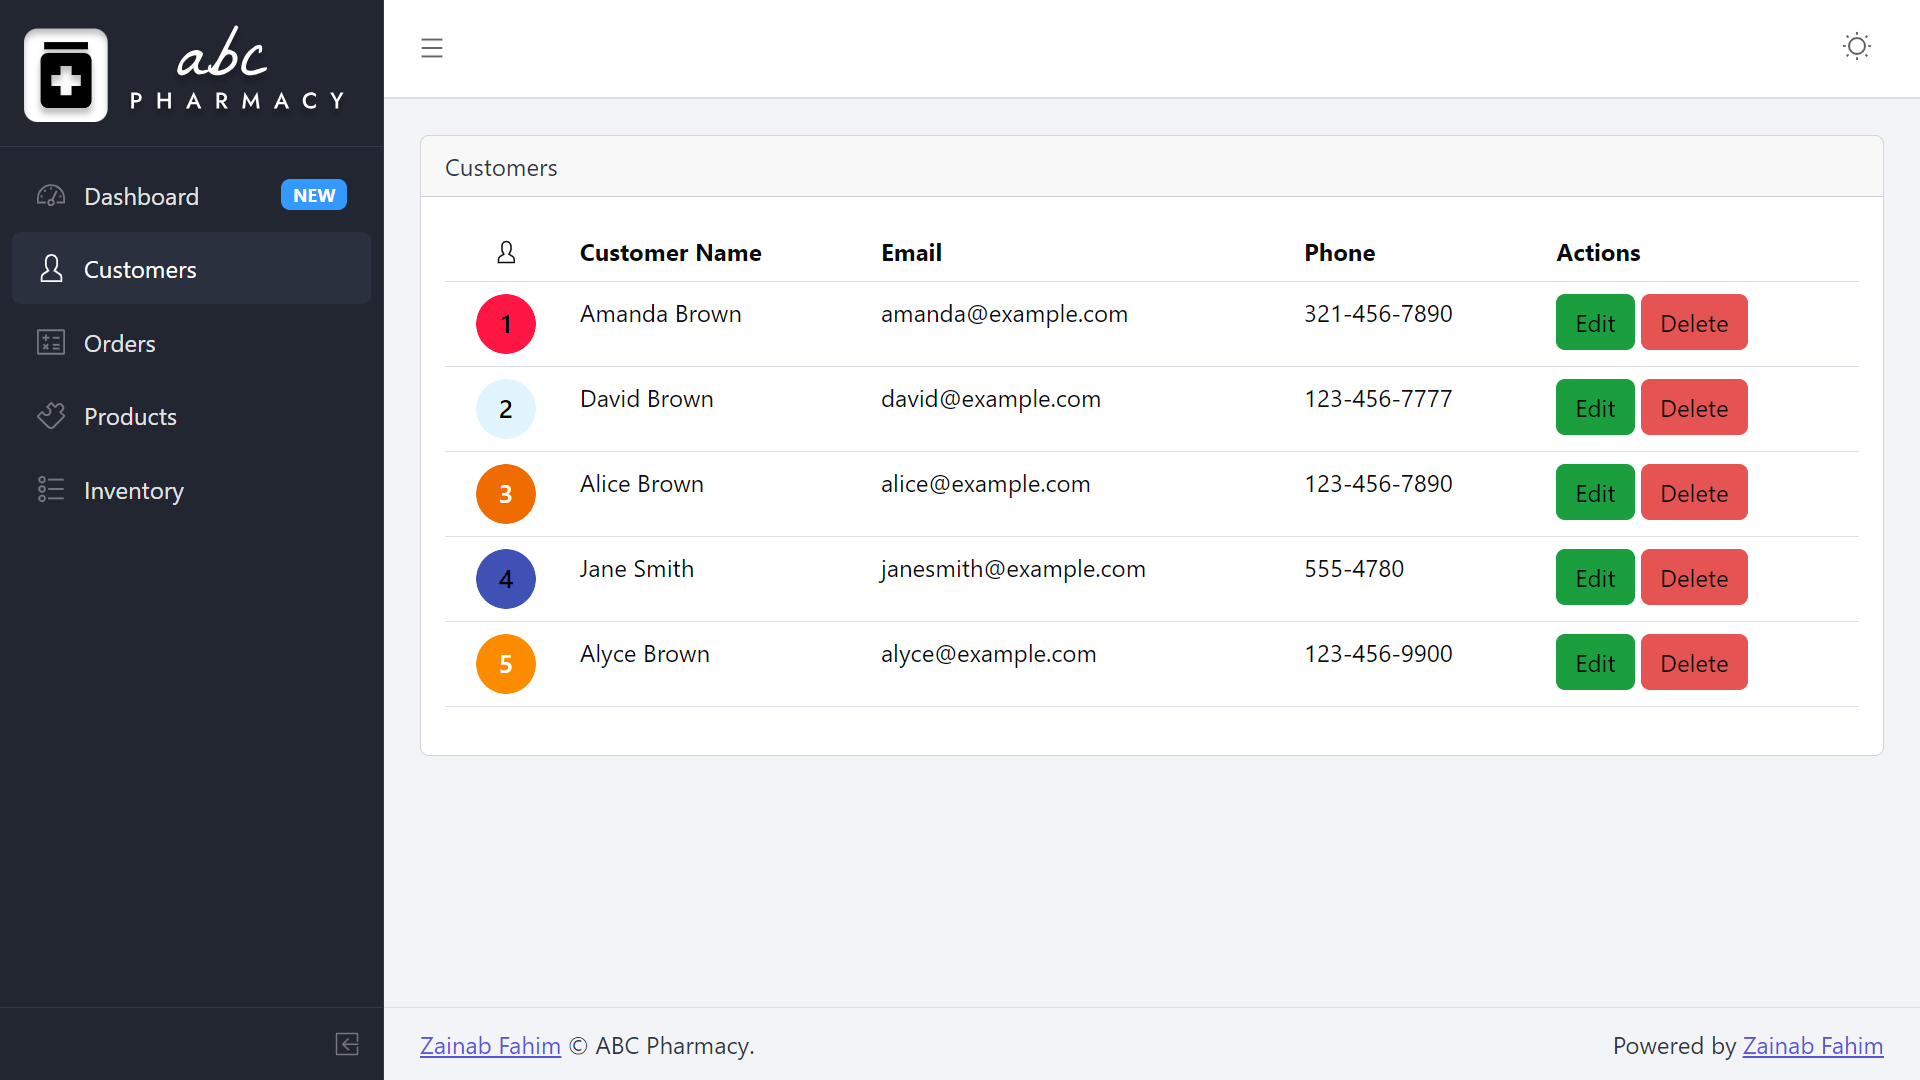 abc
PHARMACY
Dashboard NEW
Customers
Orders
Products
Inventory
Customers
Customer Name Email Phone Actions
1 Amanda Brown amanda@example.com 321-456-7890 Edit Delete
2 David Brown david@example.com 123-456-7777 Edit Delete
3 Alice Brown alice@example.com 123-456-7890 Edit Delete
4 Jane Smith janesmith@example.com 555-4780 Edit Delete
5 Alyce Brown alyce@example.com 123-456-9900 Edit Delete
Zainab Fahim © ABC Pharmacy.
Powered by Zainab Fahim